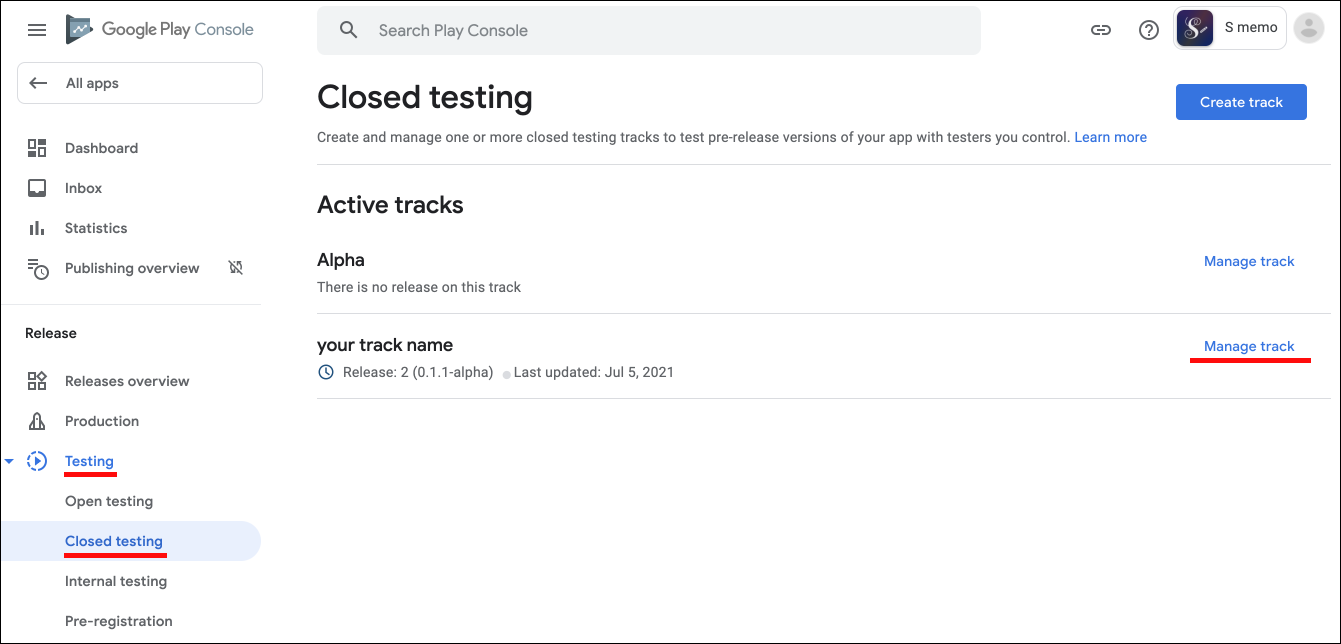 Google Play Console
Search Play Console
S memo
All apps
Dashboard
Inbox
Statistics
Publishing overview
Release
Releases overview
Production
Testing
Open testing
Closed testing
Internal testing
Pre-registration
Closed testing
Create track
Create and manage one or more closed testing tracks to test pre-release versions of your app with testers you control. Learn more
Active tracks
Alpha
Manage track
There is no release on this track
your track name
Manage track
Release: 2 (0.1.1-alpha) Last updated: Jul 5, 2021